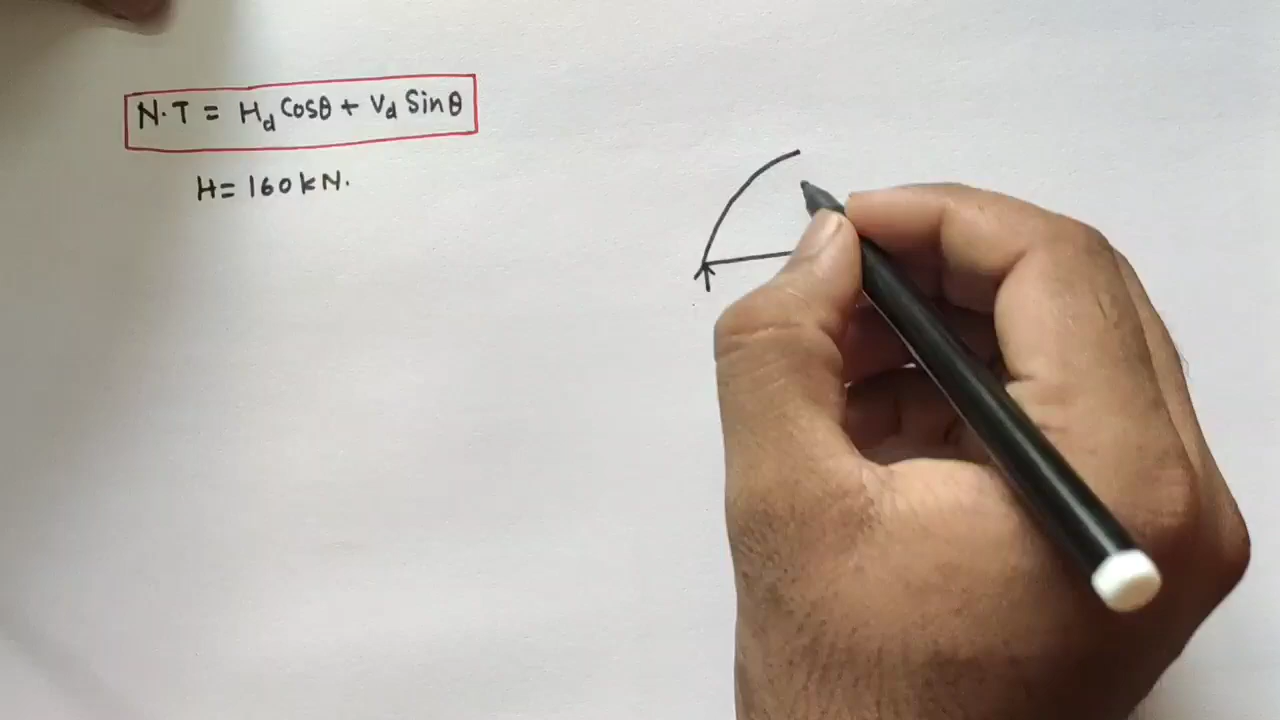 N.T = H_d Cosθ + V_d Sinθ
H = 160 kN.